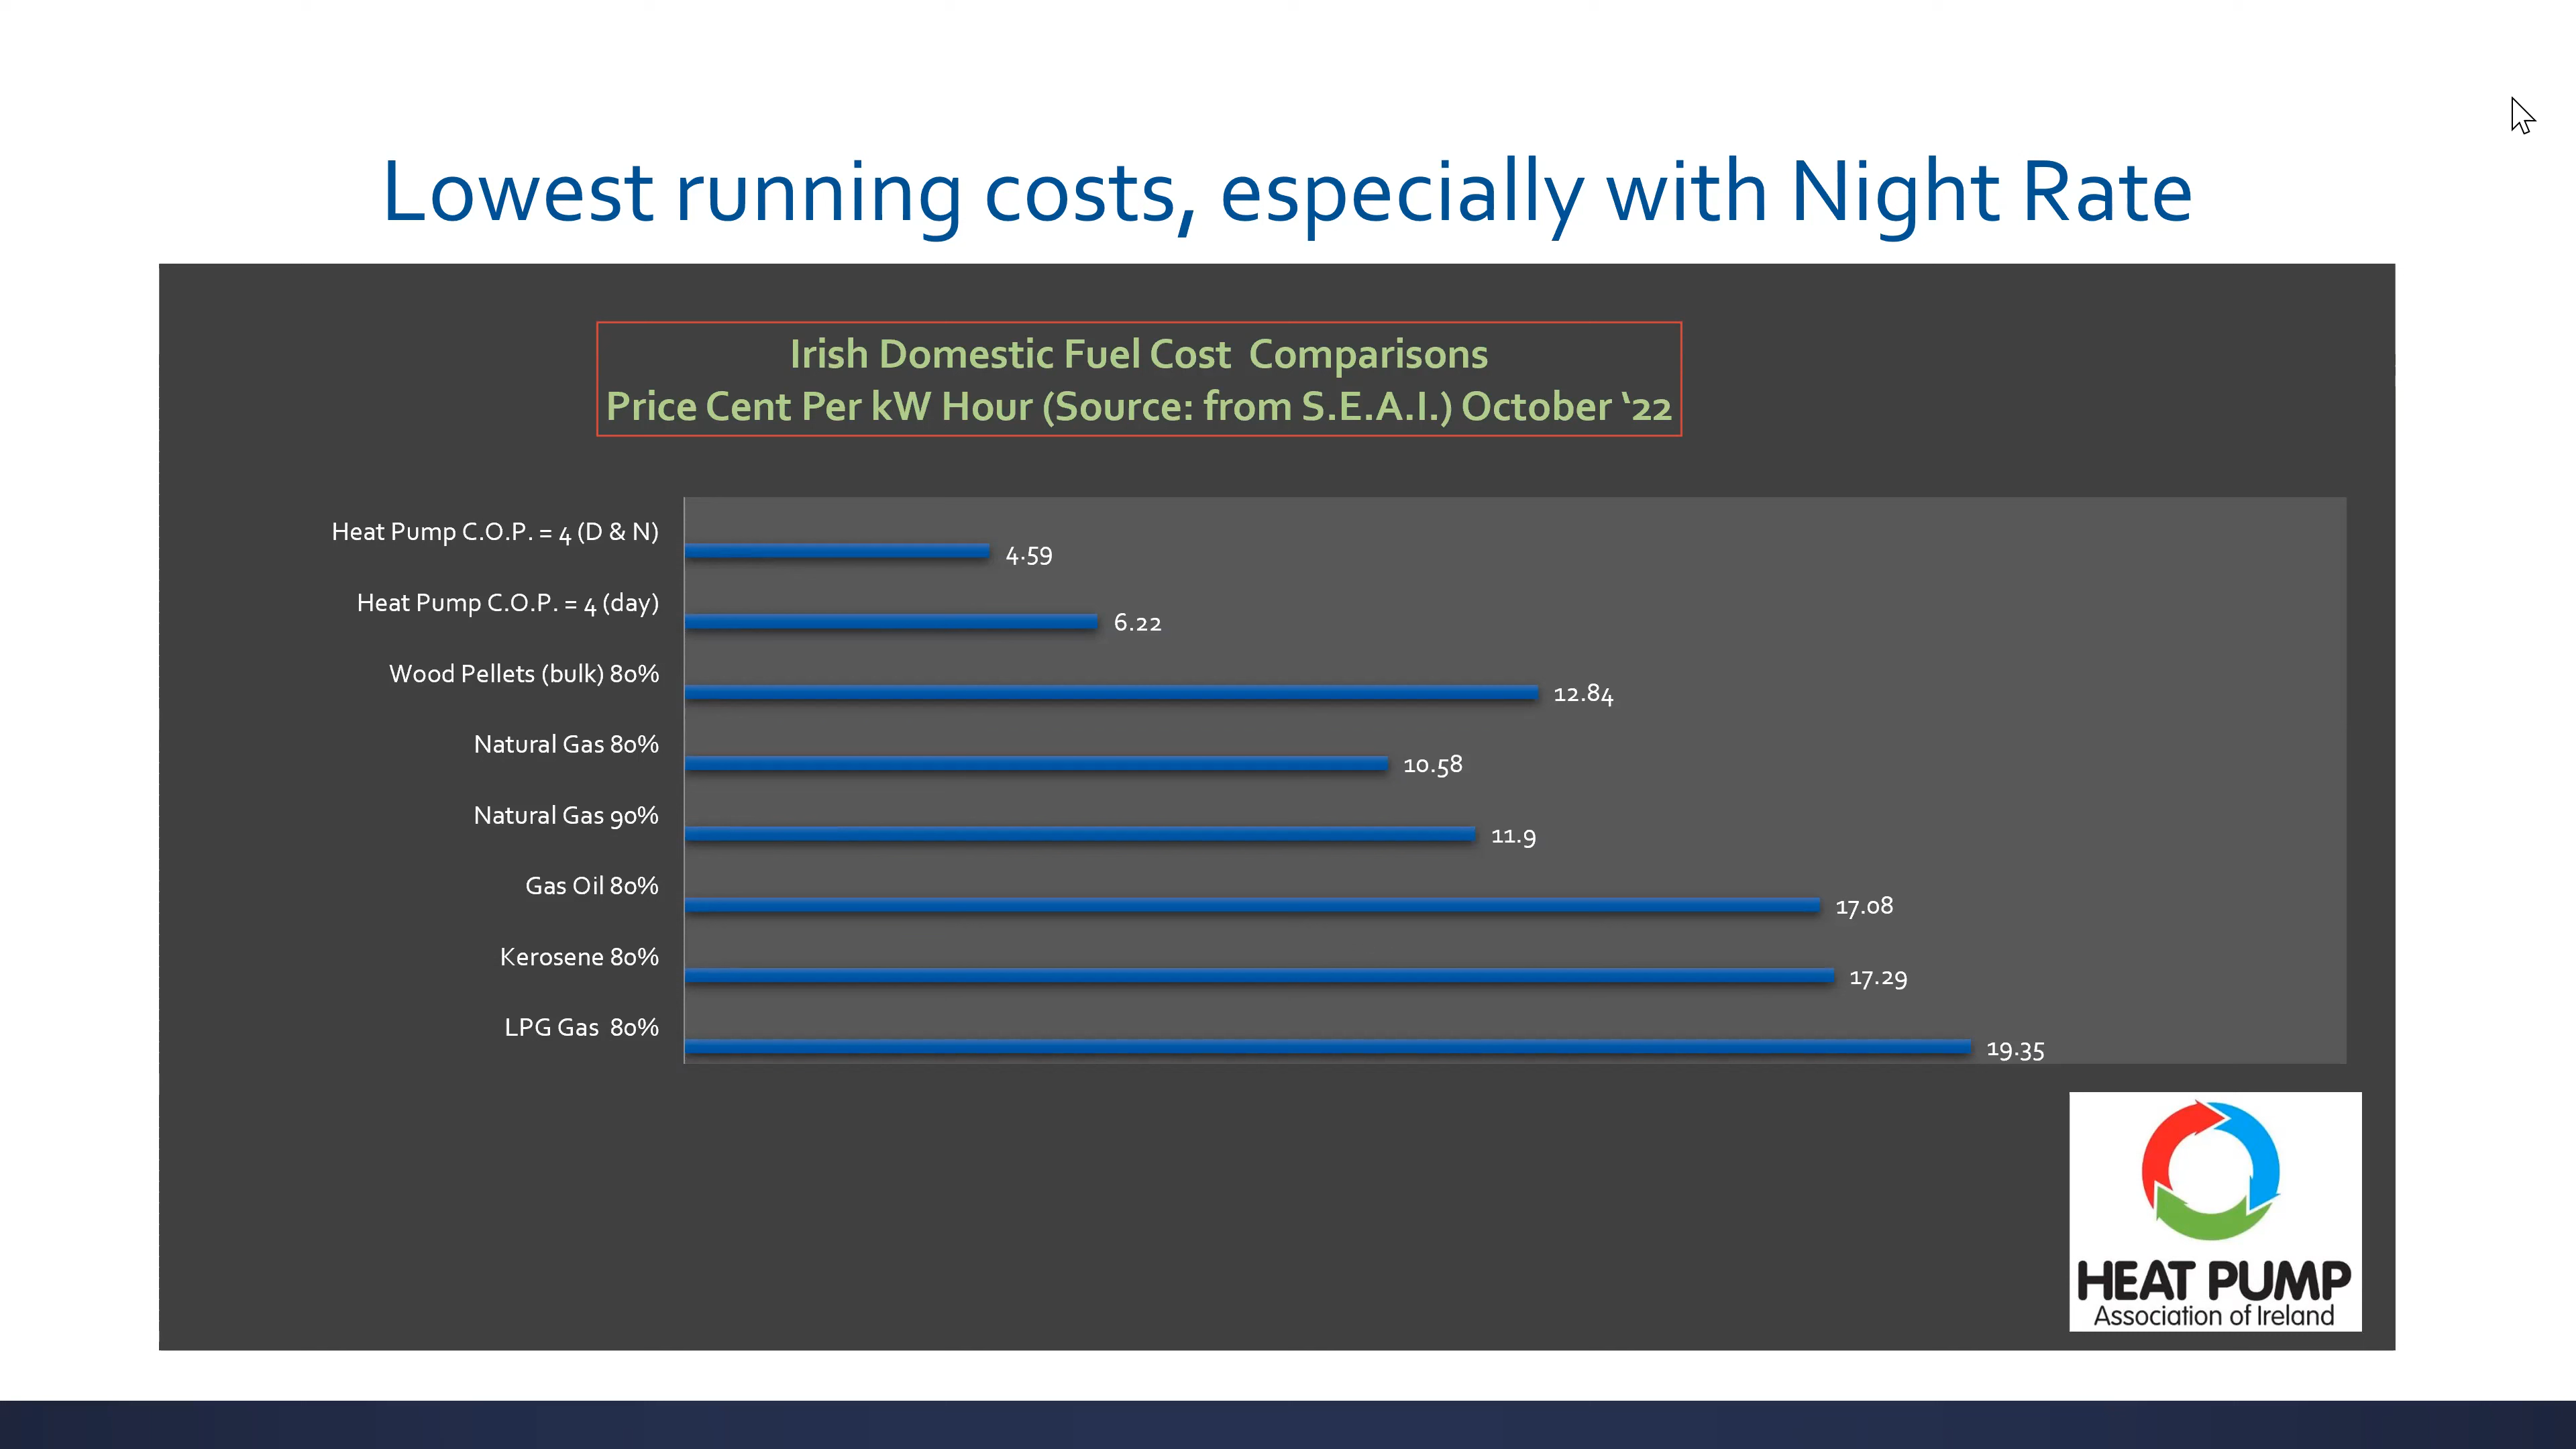 Lowest running costs, especially with Night Rate
Irish Domestic Fuel Cost  Comparisons
Price Cent Per kW Hour (Source: from S.E.A.I.) October ‘22
Heat Pump C.O.P. = 4 (D & N)
4.59
Heat Pump C.O.P. = 4 (day)
6.22
Wood Pellets (bulk) 80%
12.84
Natural Gas 80%
10.58
Natural Gas 90%
11.9
Gas Oil 80%
17.08
Kerosene 80%
17.29
LPG Gas  80%
19.35
HEAT PUMP
Association of Ireland